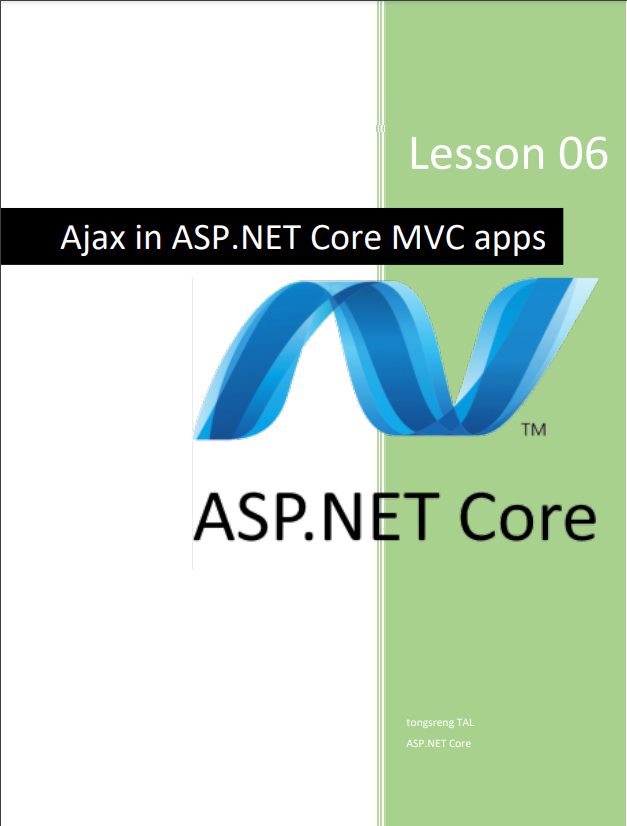 Lesson 06
Ajax in ASP.NET Core MVC apps
TM
ASP.NET Core
tongsreng TAL
ASP.NET Core